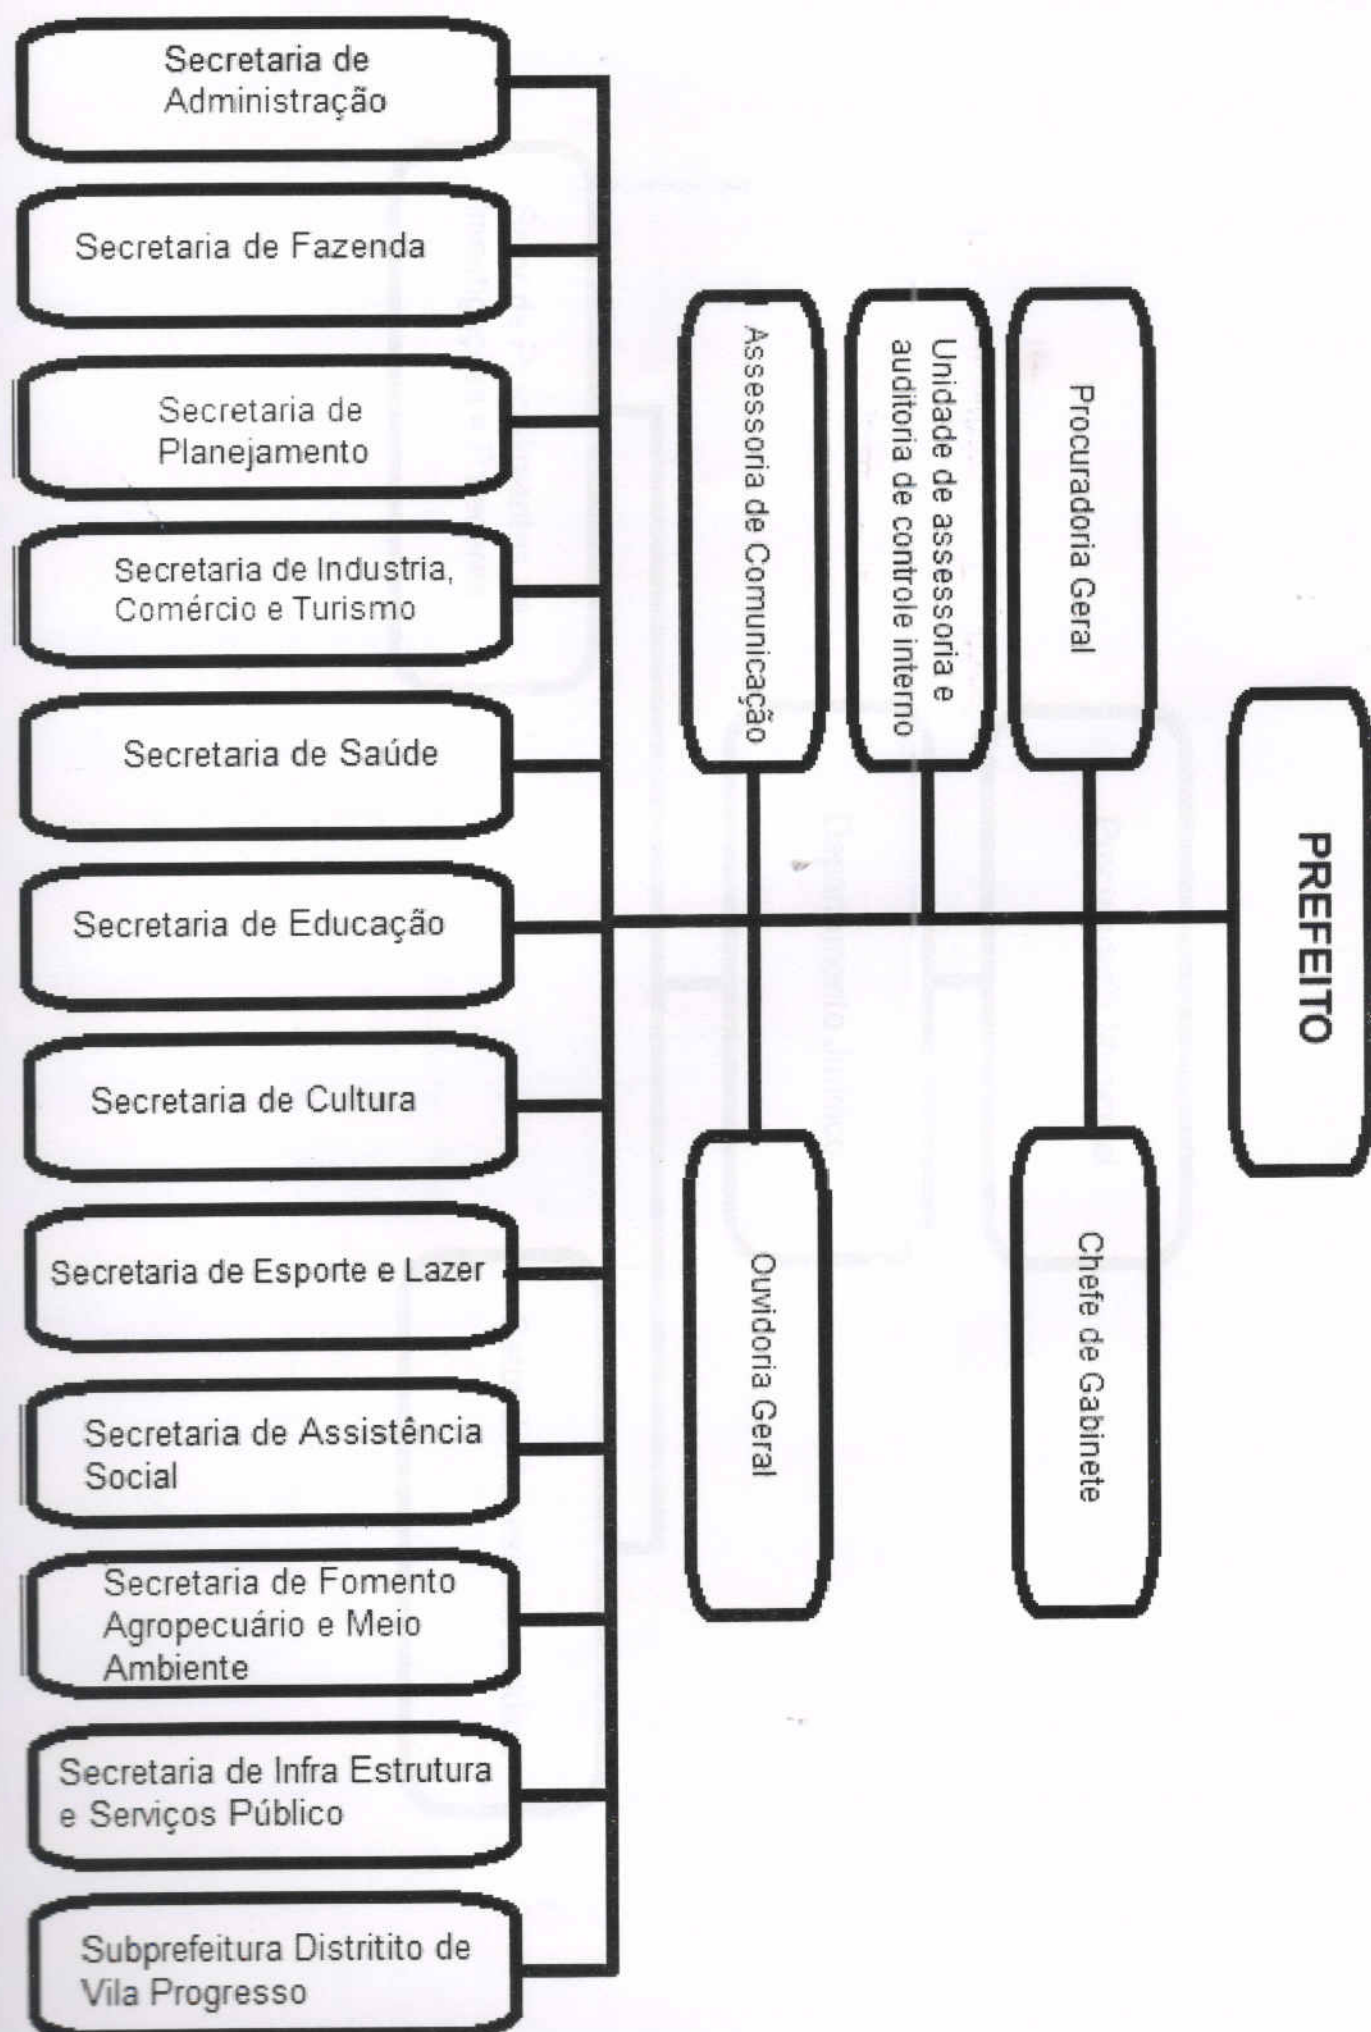 PREFEITO
Procuradoria Geral
Chefe de Gabinete
Unidade de assessoria e
auditoria de controle interno
Assessoria de Comunicação
Ouvidoria Geral
Secretaria de
Administração
Secretaria de Fazenda
Secretaria de
Planejamento
Secretaria de Industria,
Comércio e Turismo
Secretaria de Saúde
Secretaria de Educação
Secretaria de Cultura
Secretaria de Esporte e Lazer
Secretaria de Assistência
Social
Secretaria de Fomento
Agropecuário e Meio
Ambiente
Secretaria de Infra Estrutura
e Serviços Público
Subprefeitura Distritito de
Vila Progresso